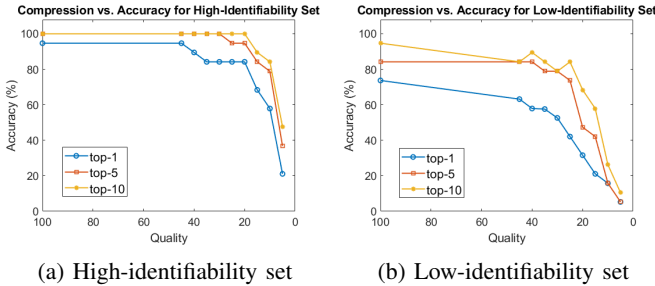 Compression vs. Accuracy for High-Identifiability Set
100
80
60
40
20
0
Accuracy (%)
top-1
top-5
top-10
100 80 60 40 20 0
Quality
(a) High-identifiability set
Compression vs. Accuracy for Low-Identifiability Set
100
80
60
40
20
0
Accuracy (%)
top-1
top-5
top-10
100 80 60 40 20 0
Quality
(b) Low-identifiability set